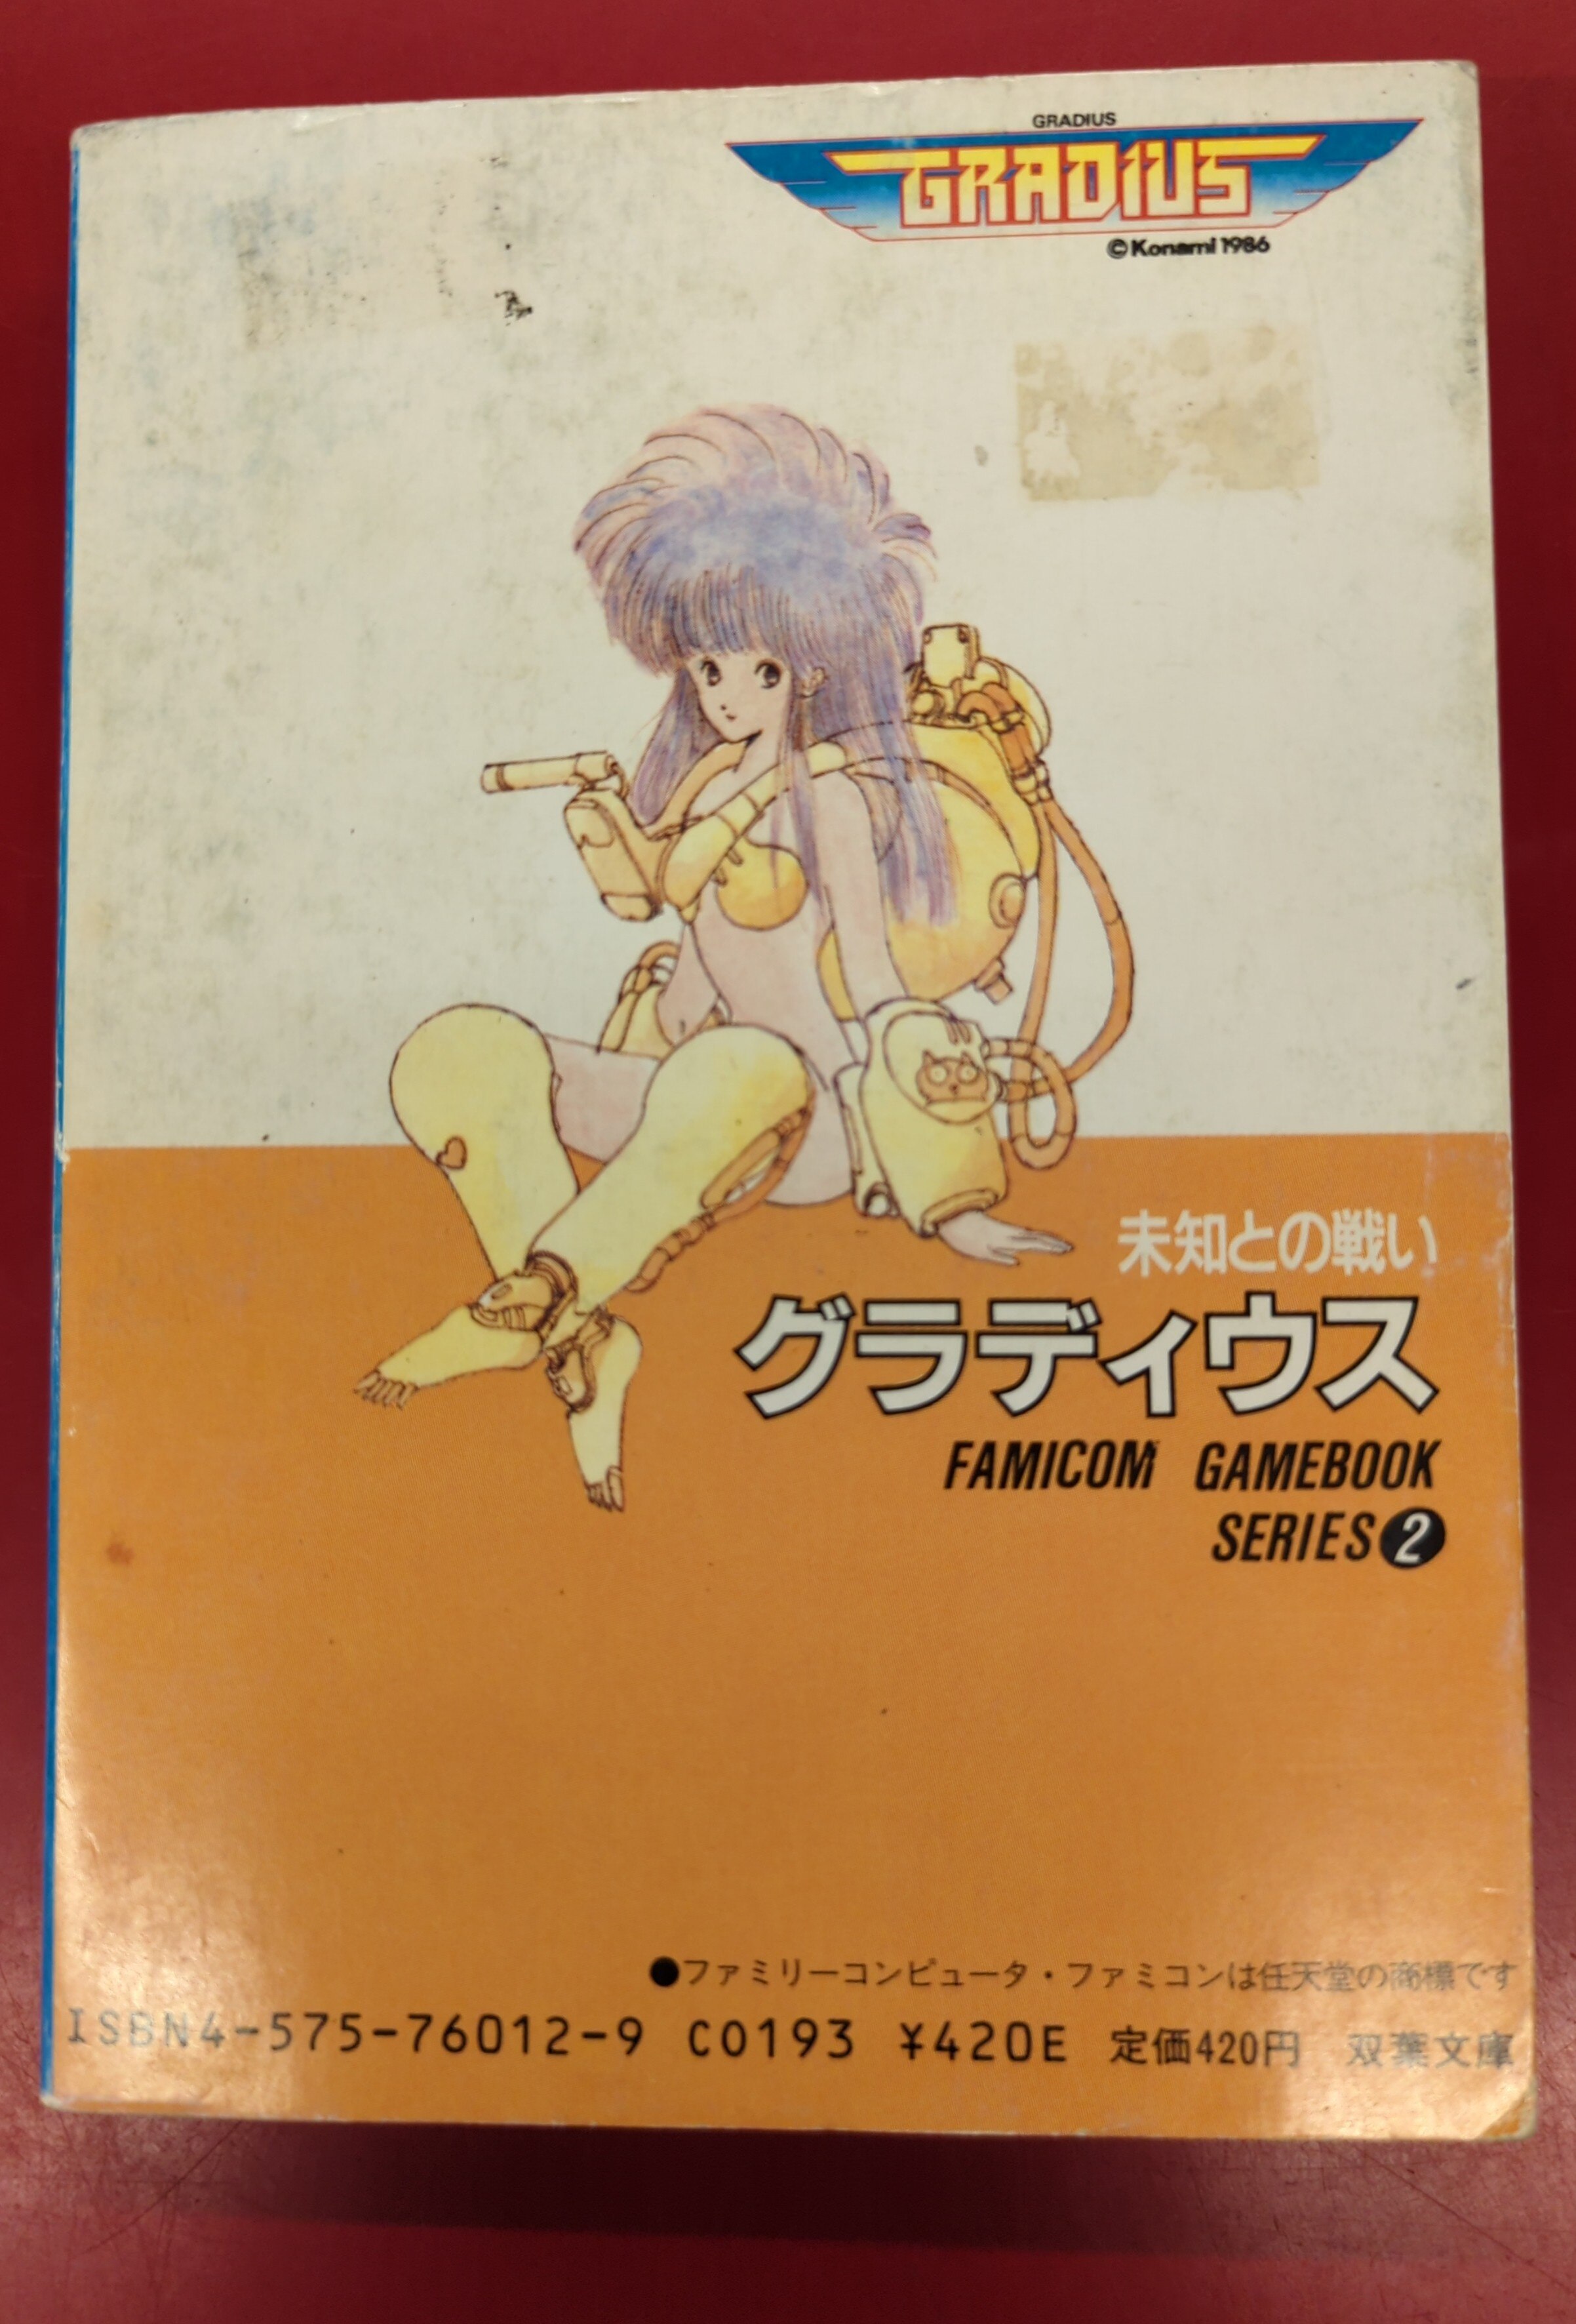 GRADIUS
GRADIUS
©Konami 1986
未知との戦い
グラディウス
FAMICOM GAMEBOOK
SERIES❷
●ファミリーコンピュータ・ファミコンは任天堂の商標です
ISBN4-575-76012-9 C0193 ¥420E 定価420円 双葉文庫